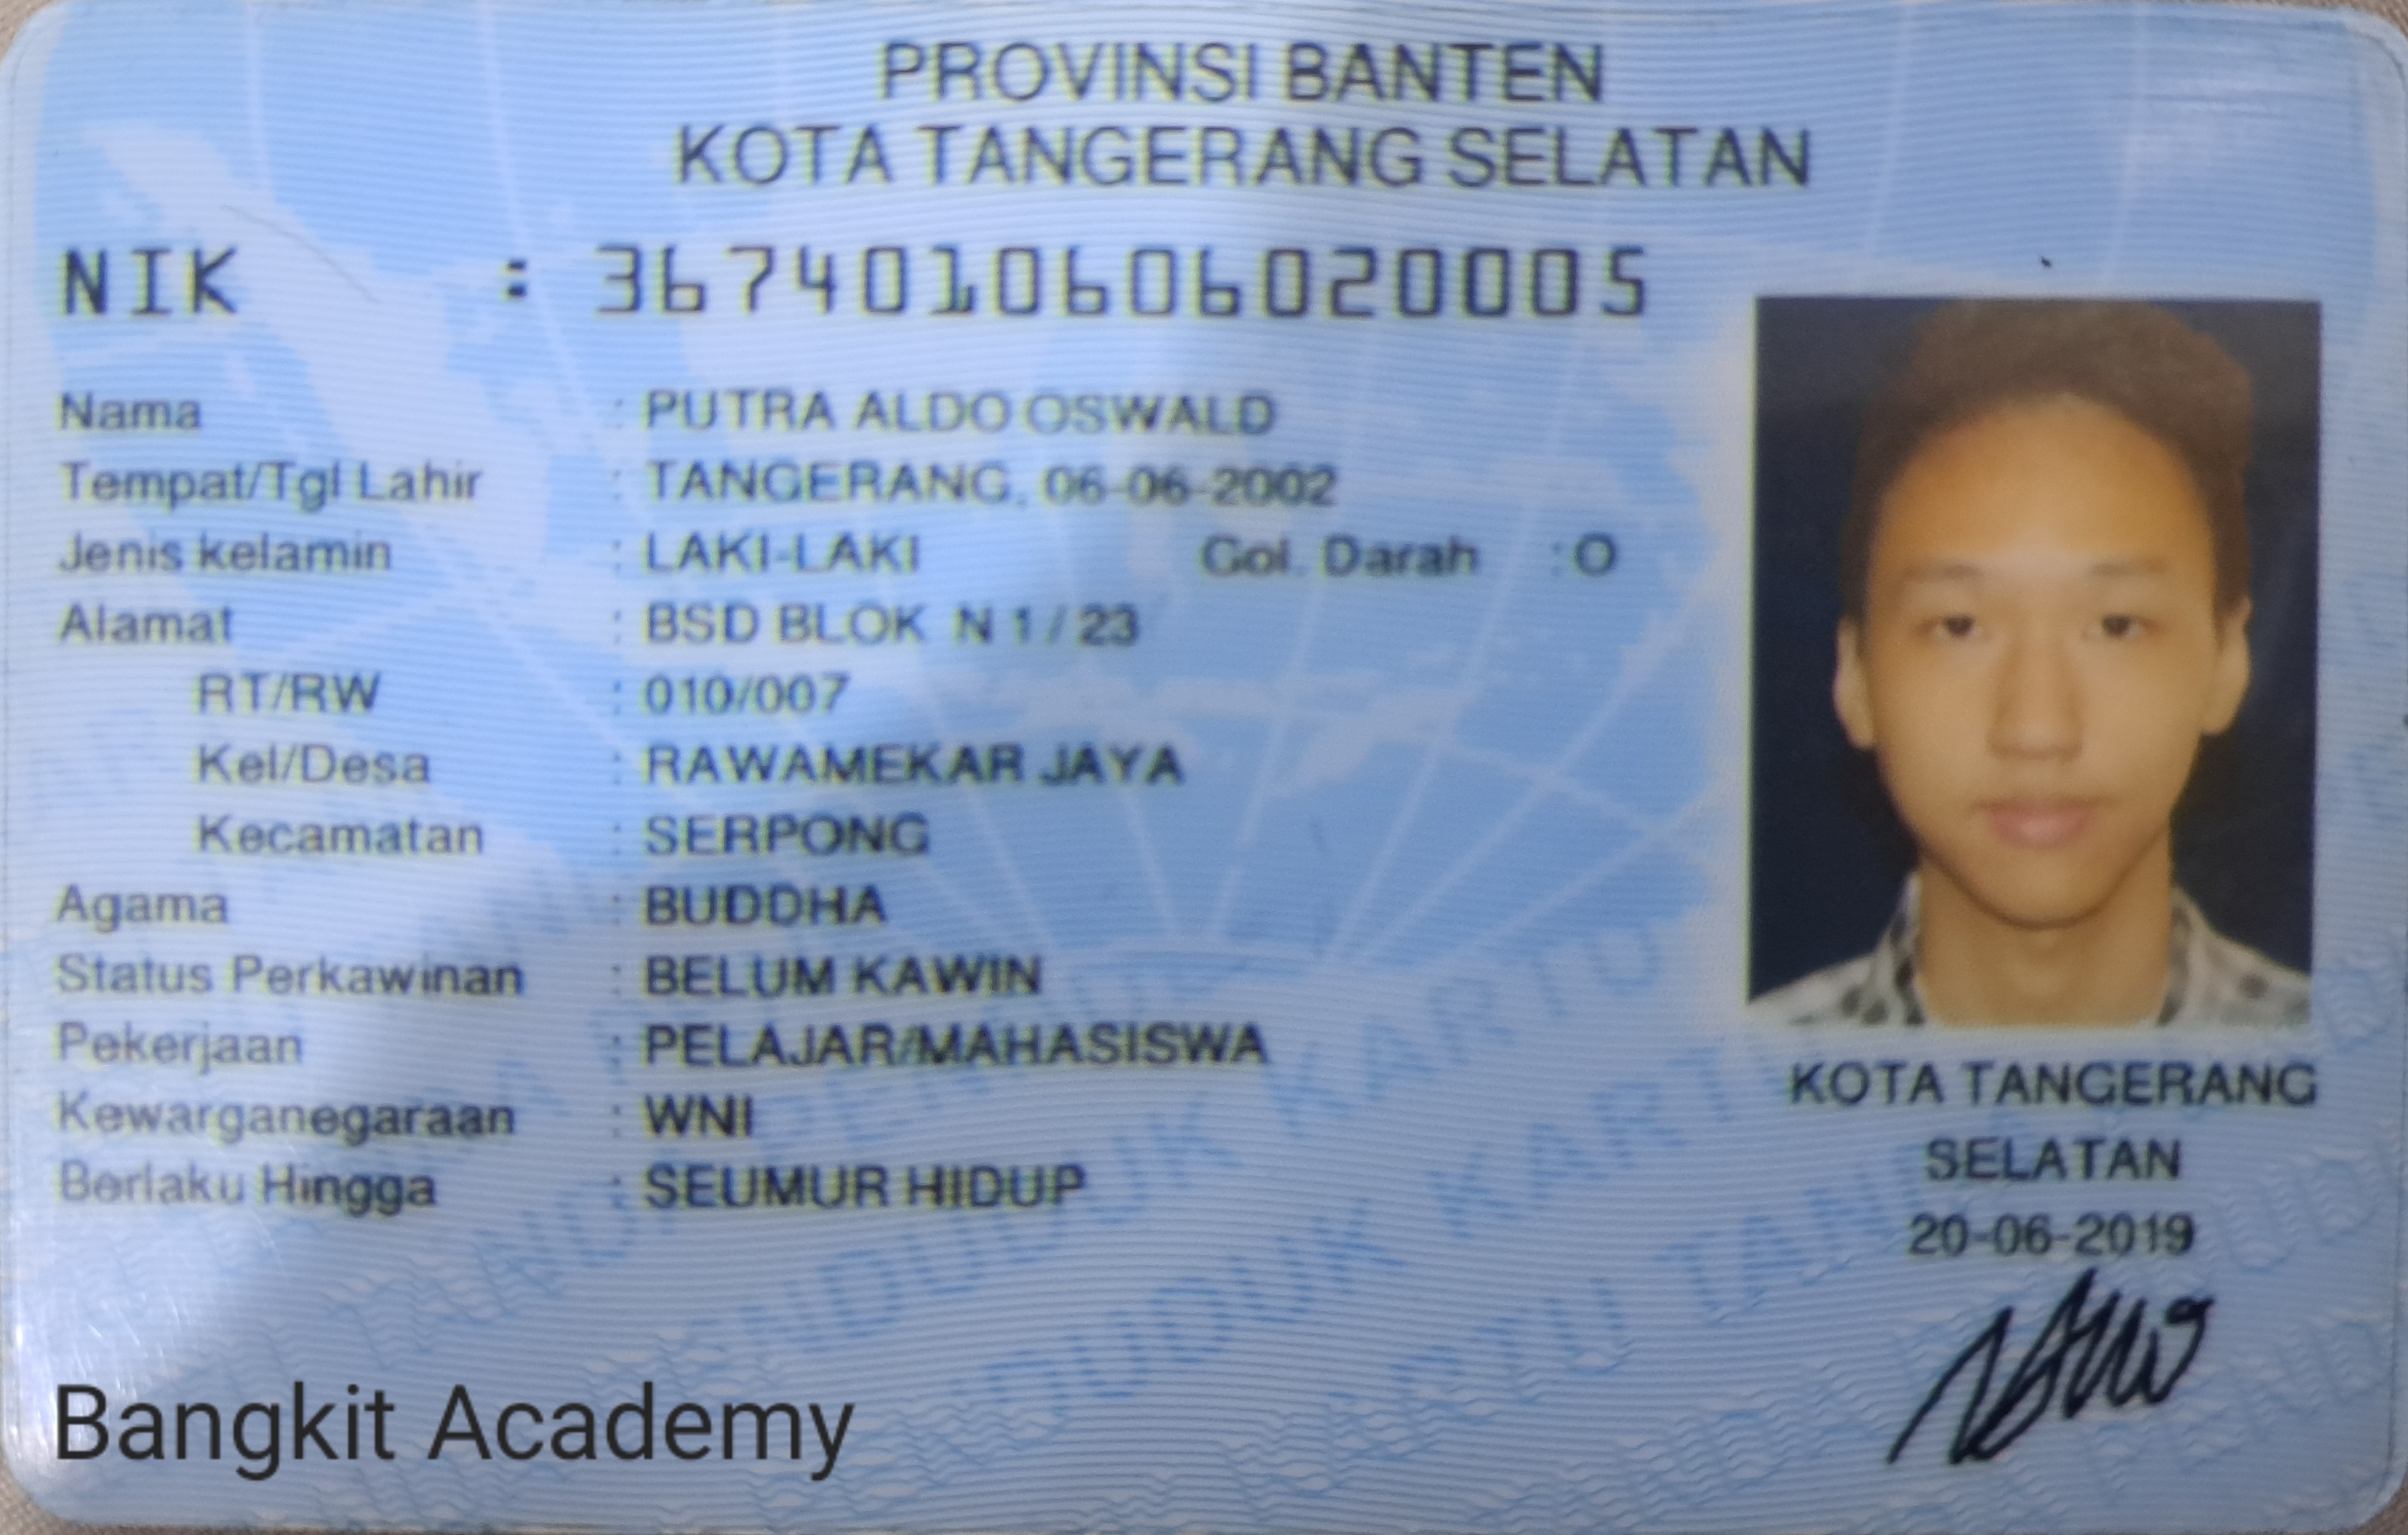 PROVINSI BANTEN
KOTA TANGERANG SELATAN
NIK : 3674010606020005
Nama : PUTRA ALDO OSWALD
Tempat/Tgl Lahir : TANGERANG, 06-06-2002
Jenis kelamin : LAKI-LAKI Gol. Darah : O
Alamat : BSD BLOK N 1 / 23
RT/RW : 010/007
Kel/Desa : RAWAMEKAR JAYA
Kecamatan : SERPONG
Agama : BUDDHA
Status Perkawinan : BELUM KAWIN
Pekerjaan : PELAJAR/MAHASISWA
Kewarganegaraan : WNI
Berlaku Hingga : SEUMUR HIDUP
KOTA TANGERANG
SELATAN
20-06-2019
Bangkit Academy